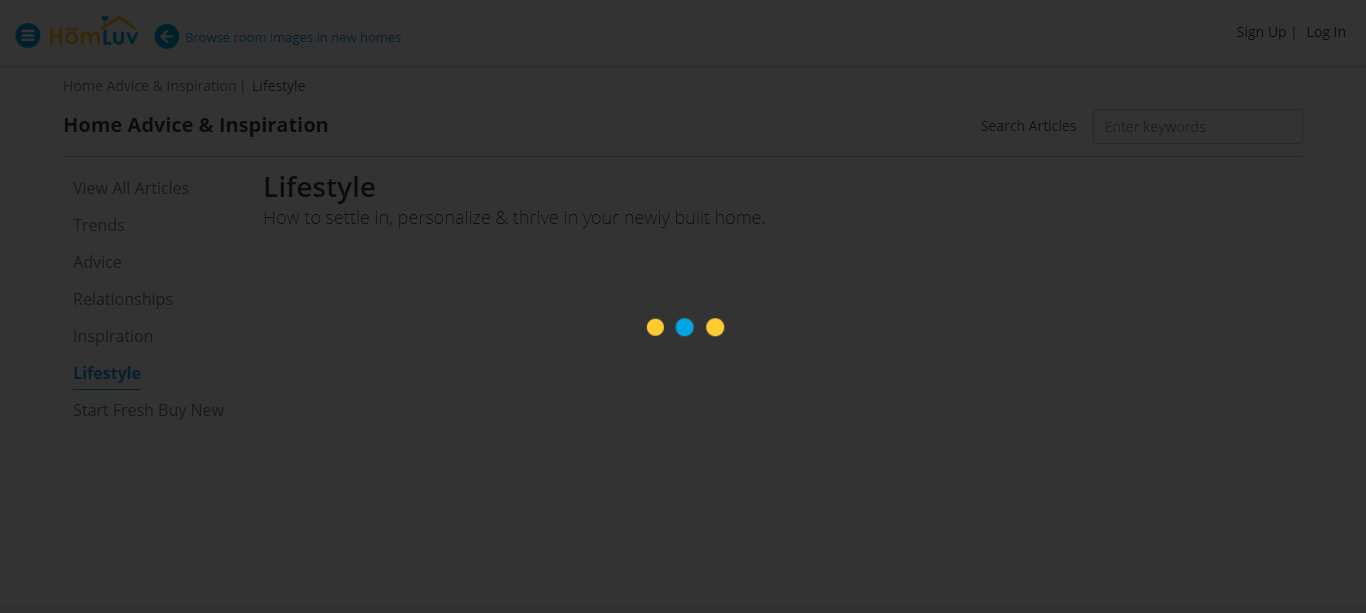 HōmLuv
Browse room images in new homes
Sign Up | Log In
Home Advice & Inspiration | Lifestyle
Home Advice & Inspiration
Search Articles
Enter keywords
View All Articles
Trends
Advice
Relationships
Inspiration
Lifestyle
Start Fresh Buy New
Lifestyle
How to settle in, personalize & thrive in your newly built home.